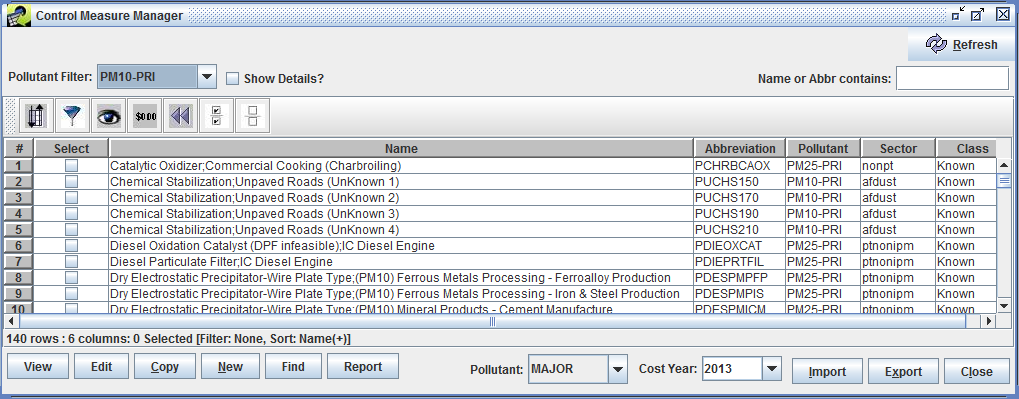 Control Measure Manager
Refresh
Pollutant Filter: PM10-PRI Show Details? Name or Abbr contains:
$0.00
# Select Name Abbreviation Pollutant Sector Class
1 Catalytic Oxidizer;Commercial Cooking (Charbroiling) PCHRBCAOX PM25-PRI nonpt Known
2 Chemical Stabilization;Unpaved Roads (UnKnown 1) PUCHS150 PM10-PRI afdust Known
3 Chemical Stabilization;Unpaved Roads (UnKnown 2) PUCHS170 PM10-PRI afdust Known
4 Chemical Stabilization;Unpaved Roads (UnKnown 3) PUCHS190 PM10-PRI afdust Known
5 Chemical Stabilization;Unpaved Roads (UnKnown 4) PUCHS210 PM10-PRI afdust Known
6 Diesel Oxidation Catalyst (DPF infeasible);IC Diesel Engine PDIEOXCAT PM25-PRI ptnonipm Known
7 Diesel Particulate Filter;IC Diesel Engine PDIEPRTFIL PM25-PRI ptnonipm Known
8 Dry Electrostatic Precipitator-Wire Plate Type;(PM10) Ferrous Metals Processing - Ferroalloy Production PDESPMPFP PM25-PRI ptnonipm Known
9 Dry Electrostatic Precipitator-Wire Plate Type;(PM10) Ferrous Metals Processing - Iron & Steel Production PDESPMPIS PM25-PRI ptnonipm Known
10 Dry Electrostatic Precipitator-Wire Plate Type;(PM10) Mineral Products - Cement Manufacture PDESPMICM PM25-PRI ptnonipm Known
140 rows : 6 columns: 0 Selected [Filter: None, Sort: Name(+)]
View Edit Copy New Find Report Pollutant: MAJOR Cost Year: 2013 Import Export Close